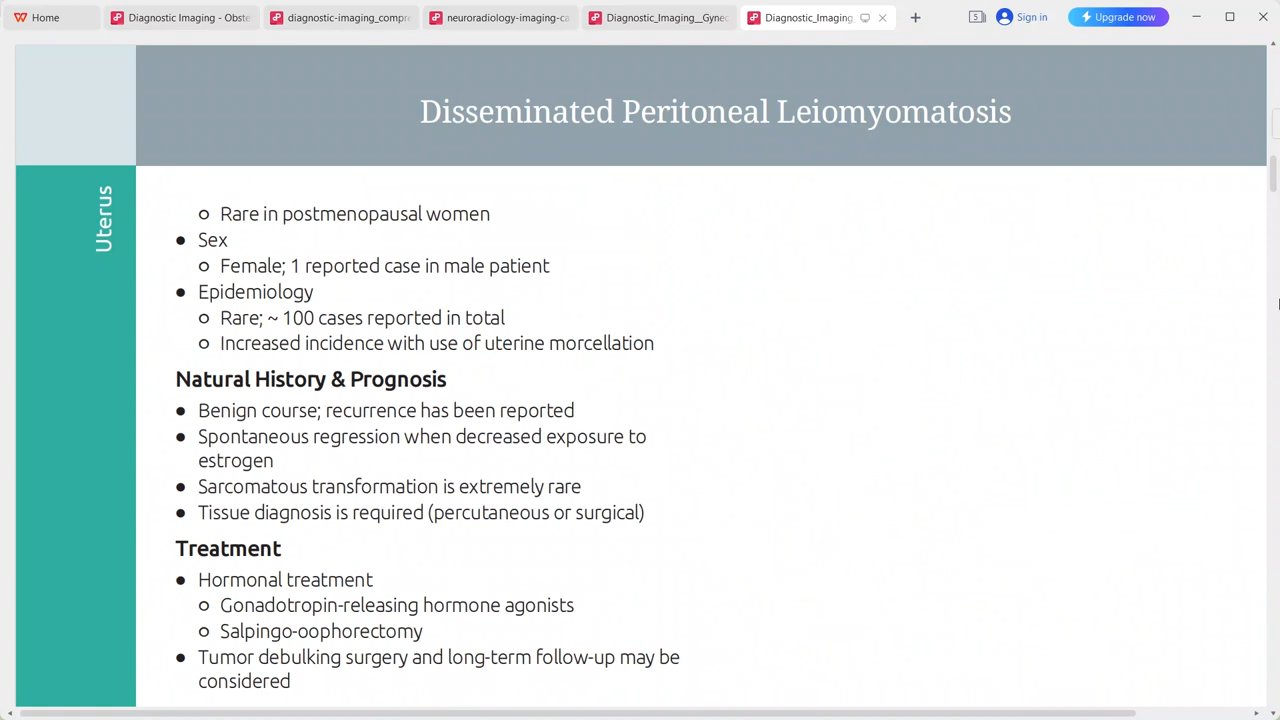 Home
Diagnostic Imaging - Obste
diagnostic-imaging_compre
neuroradiology-imaging-ca
Diagnostic_Imaging__Gynec
Diagnostic_Imaging_
5
Sign in
Upgrade now
Disseminated Peritoneal Leiomyomatosis
Uterus
○ Rare in postmenopausal women
● Sex
○ Female; 1 reported case in male patient
● Epidemiology
○ Rare; ~ 100 cases reported in total
○ Increased incidence with use of uterine morcellation
Natural History & Prognosis
● Benign course; recurrence has been reported
● Spontaneous regression when decreased exposure to
estrogen
● Sarcomatous transformation is extremely rare
● Tissue diagnosis is required (percutaneous or surgical)
Treatment
● Hormonal treatment
○ Gonadotropin-releasing hormone agonists
○ Salpingo-oophorectomy
● Tumor debulking surgery and long-term follow-up may be
considered